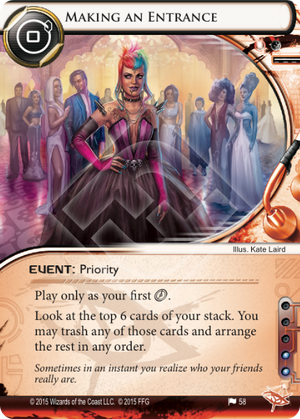 MAKING AN ENTRANCE
0
Illus. Kate Laird
EVENT: Priority
Play only as your first .
Look at the top 6 cards of your stack. You
may trash any of those cards and arrange
the rest in any order.
Sometimes in an instant you realize who your friends
really are.
© 2015 Wizards of the Coast LLC. © 2015 FFG
58